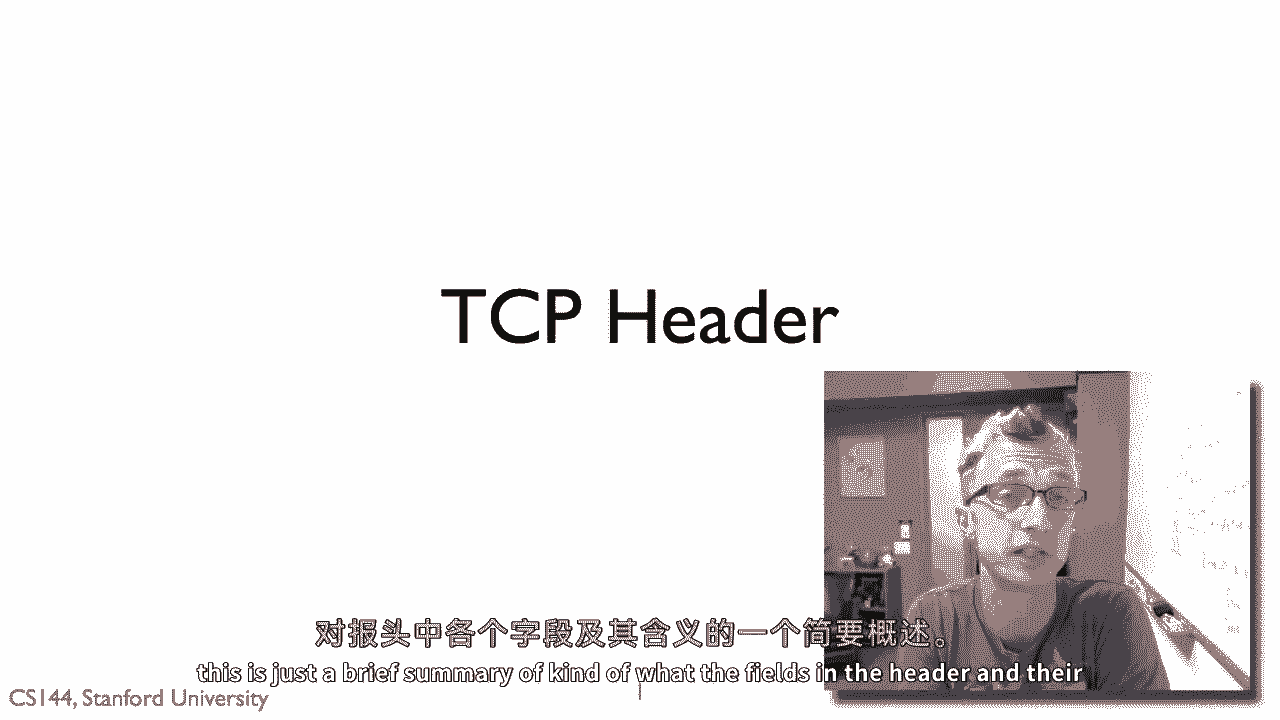 TCP Header
对报头中各个字段及其含义的一个简要概述。
this is just a brief summary of kind of what the fields in the header and their
CS144, Stanford University
1